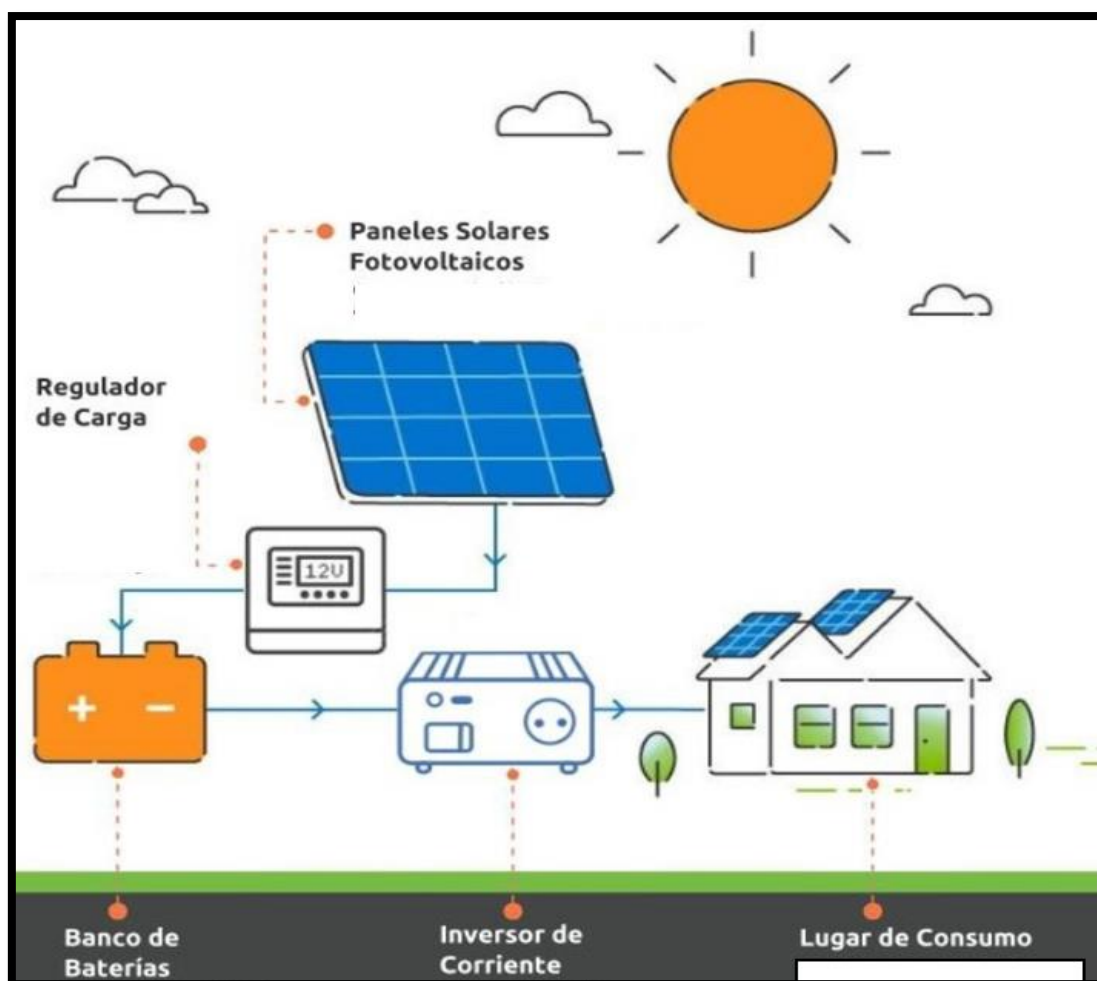 Paneles Solares
Fotovoltaicos
Regulador
de Carga
12V
+ −
Banco de
Baterías
Inversor de
Corriente
Lugar de Consumo